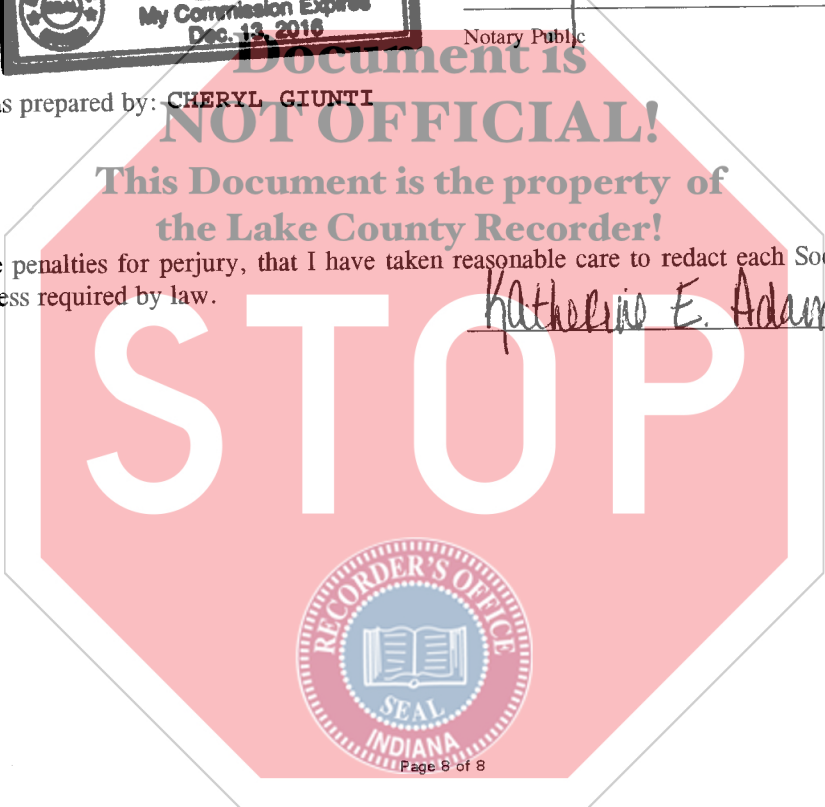 My Commission Expires
Dec. 13, 2016
Notary Public
Document is
s prepared by: CHERYL GIUNTI
NOT OFFICIAL!
This Document is the property of
the Lake County Recorder!
e penalties for perjury, that I have taken reasonable care to redact each Soc
ess required by law.
Katherine E. Adam
STOP
RECORDER'S OFFICE
SEAL
INDIANA
Page 8 of 8